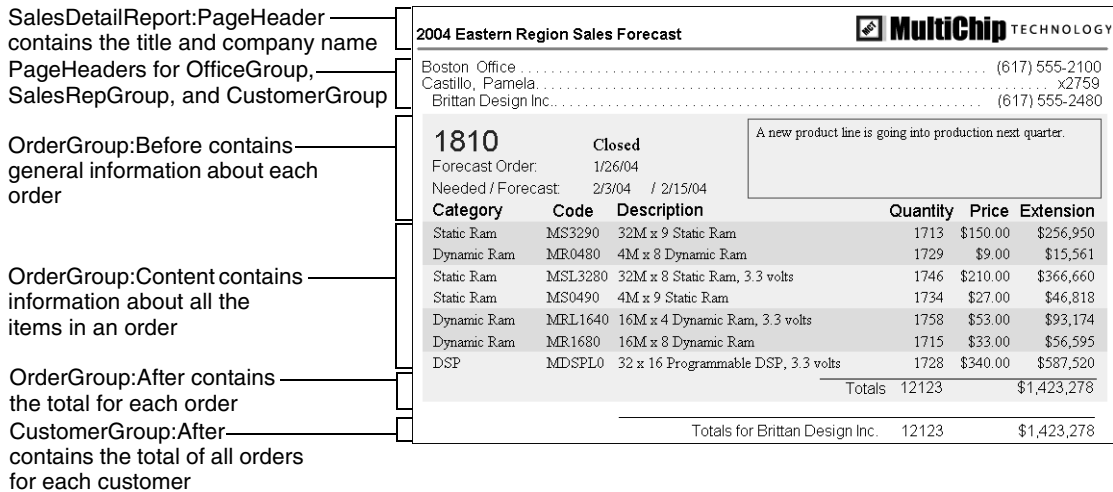 SalesDetailReport:PageHeader
contains the title and company name
PageHeaders for OfficeGroup,
SalesRepGroup, and CustomerGroup
OrderGroup:Before contains
general information about each
order
OrderGroup:Content contains
information about all the
items in an order
OrderGroup:After contains
the total for each order
CustomerGroup:After
contains the total of all orders
for each customer
2004 Eastern Region Sales Forecast
MultiChip TECHNOLOGY
Boston Office (617) 555-2100
Castillo, Pamela x2759
Brittan Design Inc. (617) 555-2480
1810 Closed
A new product line is going into production next quarter.
Forecast Order: 1/26/04
Needed / Forecast: 2/3/04 / 2/15/04
Category Code Description Quantity Price Extension
Static Ram MS3290 32M x 9 Static Ram 1713 $150.00 $256,950
Dynamic Ram MR0480 4M x 8 Dynamic Ram 1729 $9.00 $15,561
Static Ram MSL3280 32M x 8 Static Ram, 3.3 volts 1746 $210.00 $366,660
Static Ram MS0490 4M x 9 Static Ram 1734 $27.00 $46,818
Dynamic Ram MRL1640 16M x 4 Dynamic Ram, 3.3 volts 1758 $53.00 $93,174
Dynamic Ram MR1680 16M x 8 Dynamic Ram 1715 $33.00 $56,595
DSP MDSPL0 32 x 16 Programmable DSP, 3.3 volts 1728 $340.00 $587,520
Totals 12123 $1,423,278
Totals for Brittan Design Inc. 12123 $1,423,278